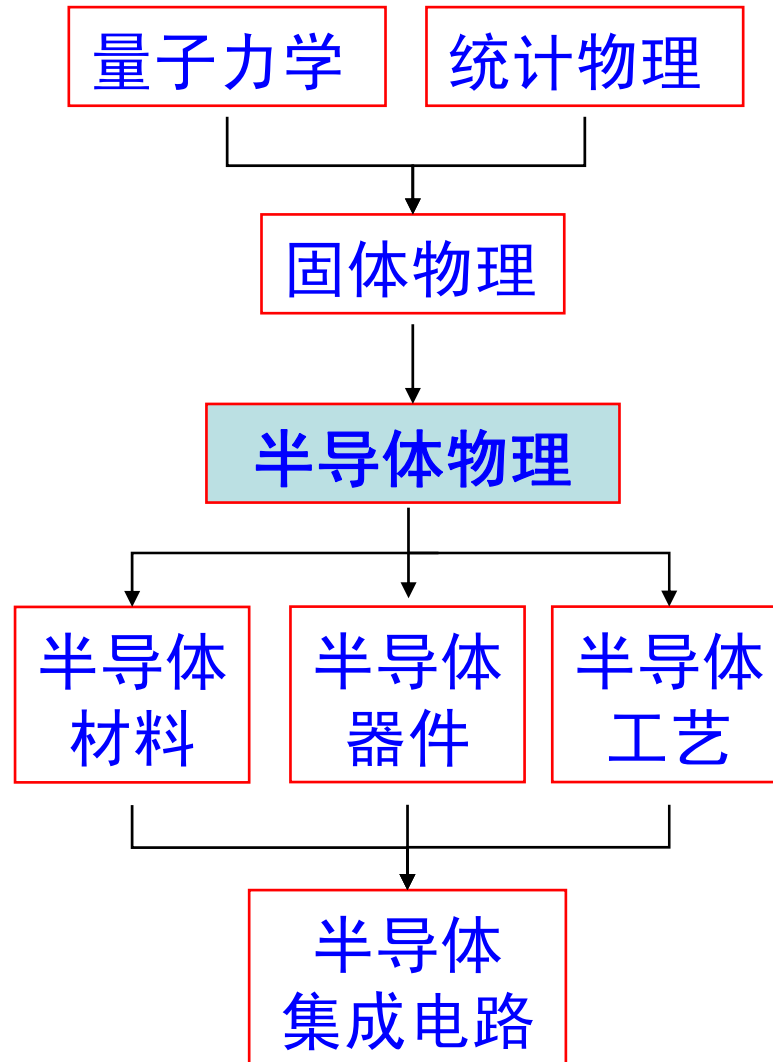 量子力学
统计物理
固体物理
半导体物理
半导体
材料
半导体
器件
半导体
工艺
半导体
集成电路